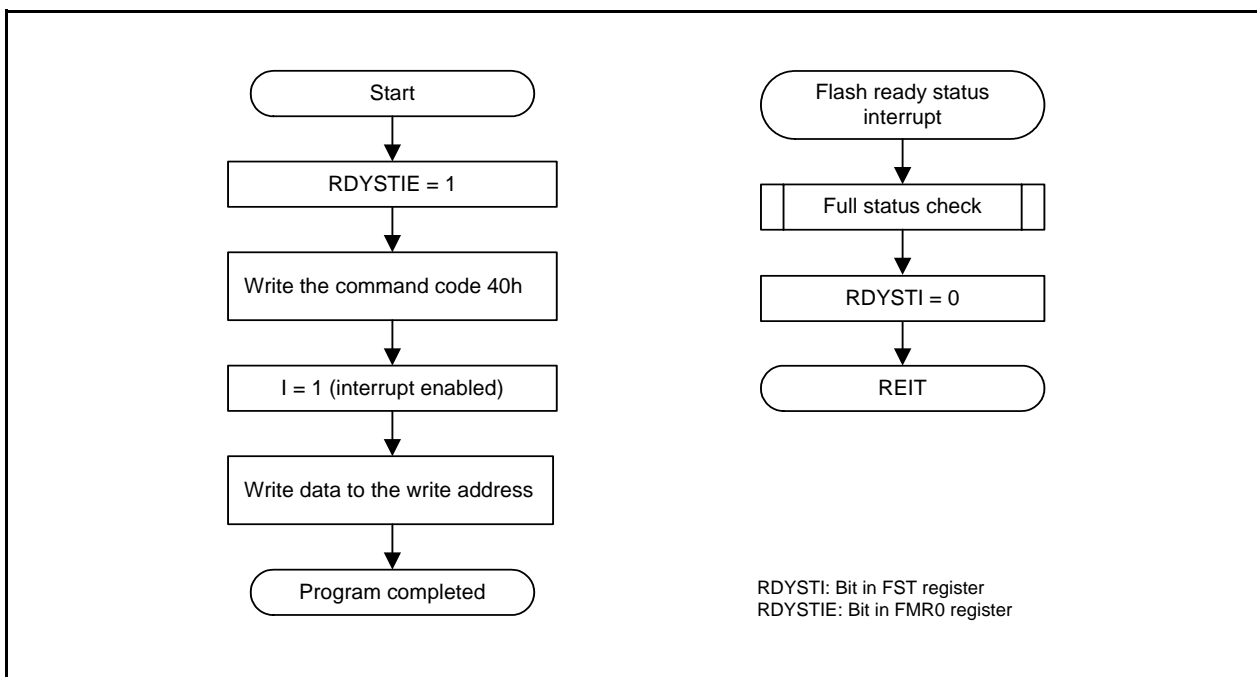 Start
RDYSTIE = 1
Write the command code 40h
I = 1 (interrupt enabled)
Write data to the write address
Program completed
Flash ready status
interrupt
Full status check
RDYSTI = 0
REIT
RDYSTI: Bit in FST register
RDYSTIE: Bit in FMR0 register